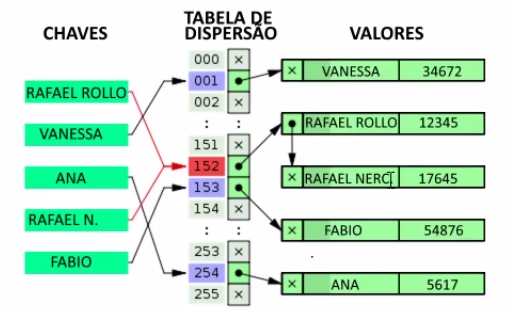 CHAVES
TABELA DE
DISPERSÃO
VALORES
RAFAEL ROLLO
VANESSA
ANA
RAFAEL N.
FABIO
000 ×
001
002 ×
: :
151 ×
152
153
154 ×
: :
253 ×
254
255 ×
× VANESSA 34672
RAFAEL ROLLO 12345
× RAFAEL NERC 17645
× FABIO 54876
× ANA 5617